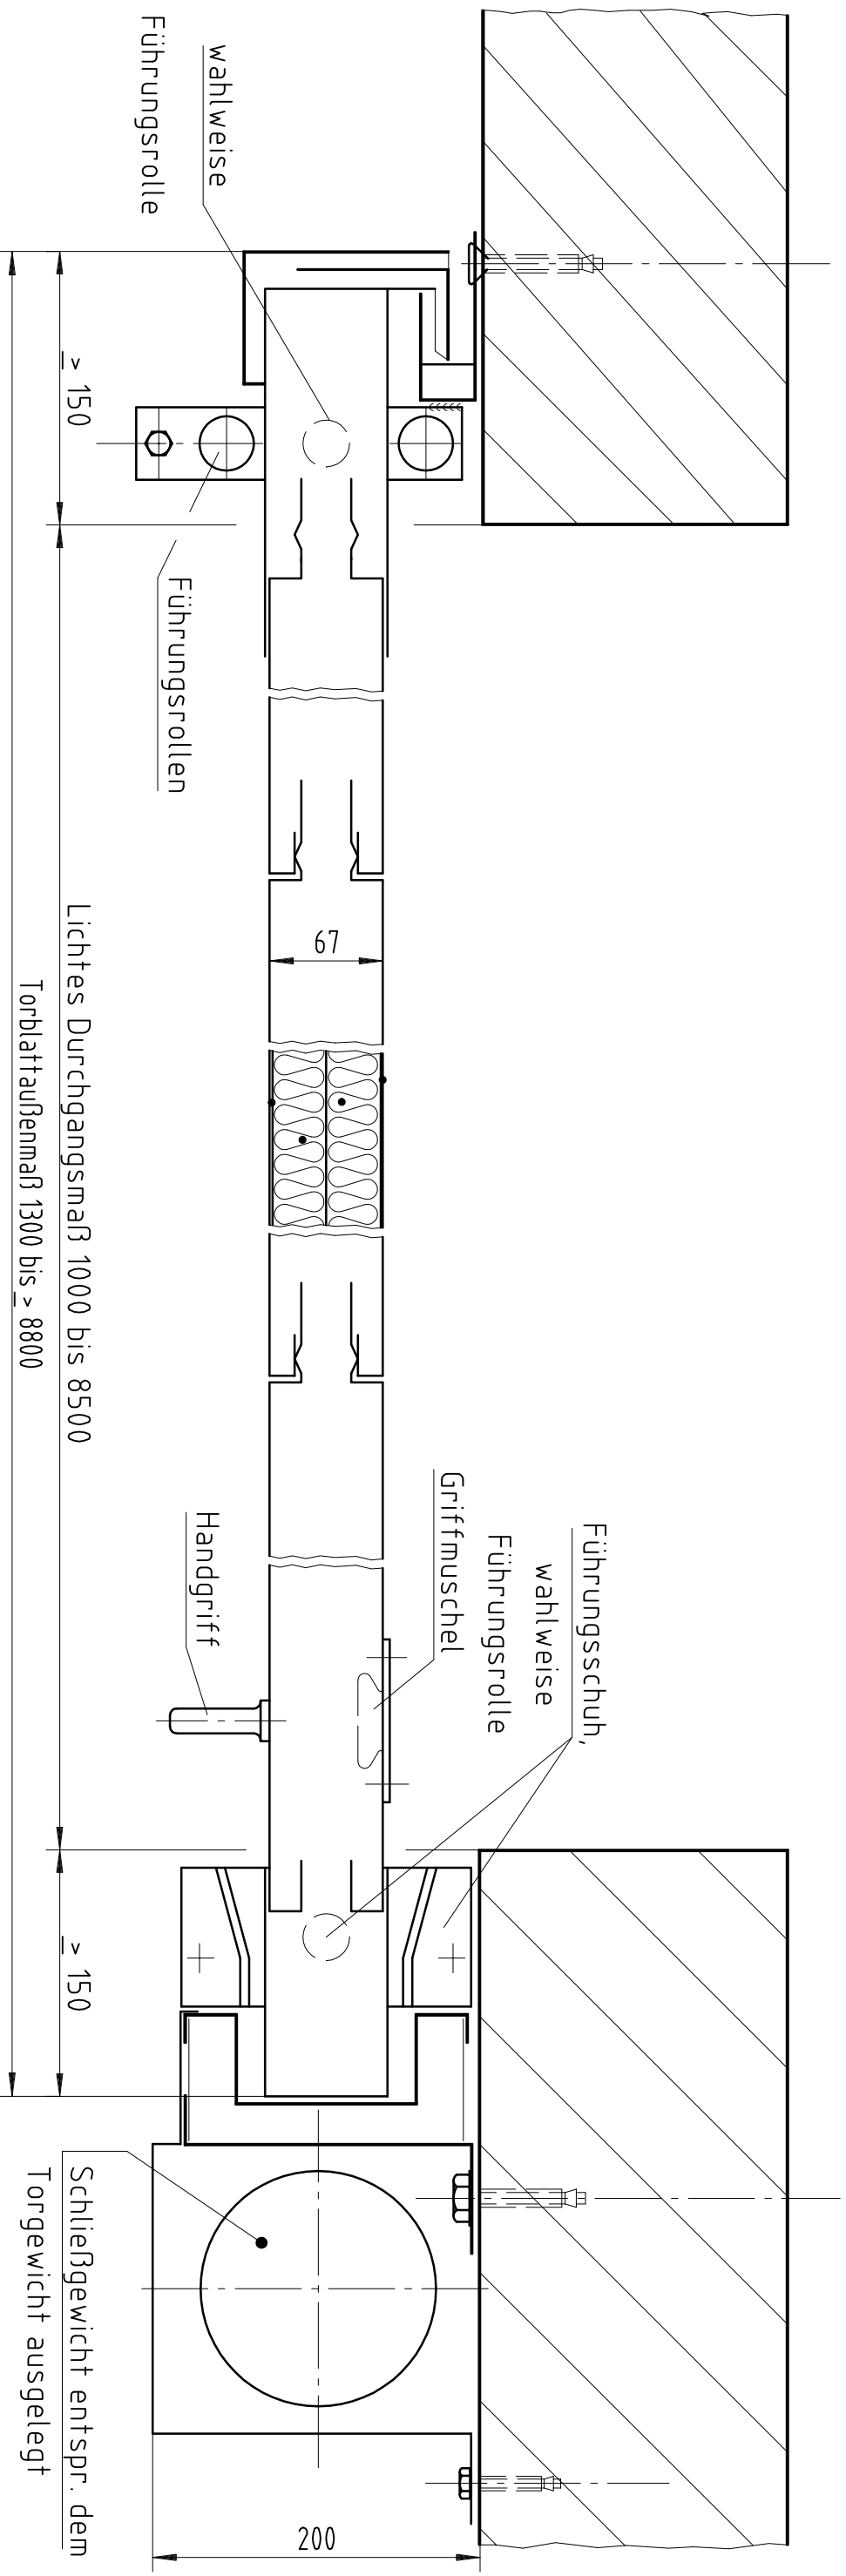 wahlweise
Führungsrolle
≥ 150
Führungsrollen
67
Lichtes Durchgangsmaß 1000 bis 8500
Torblattaußenmaß 1300 bis ≥ 8800
Führungsschuh,
wahlweise
Führungsrolle
Griffmuschel
Handgriff
≥ 150
Schließgewicht entspr. dem
Torgewicht ausgelegt
200